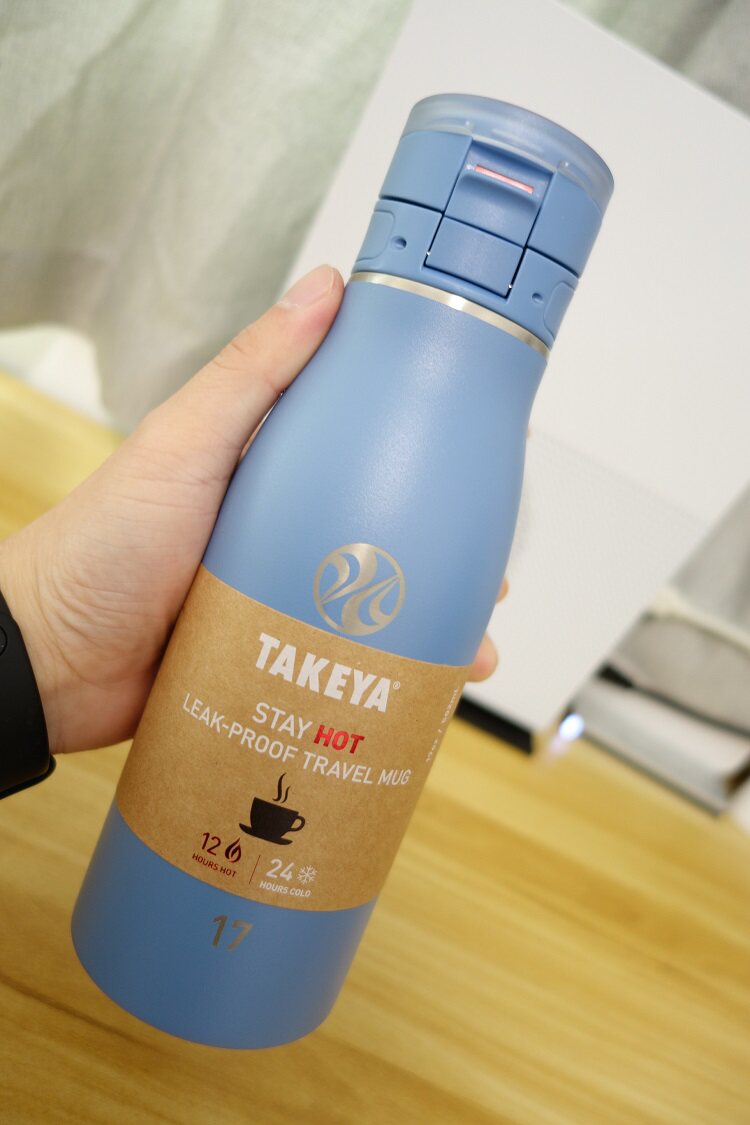 TAKEYA®
STAY HOT
LEAK-PROOF TRAVEL MUG
12
HOURS HOT
24
HOURS COLD
17